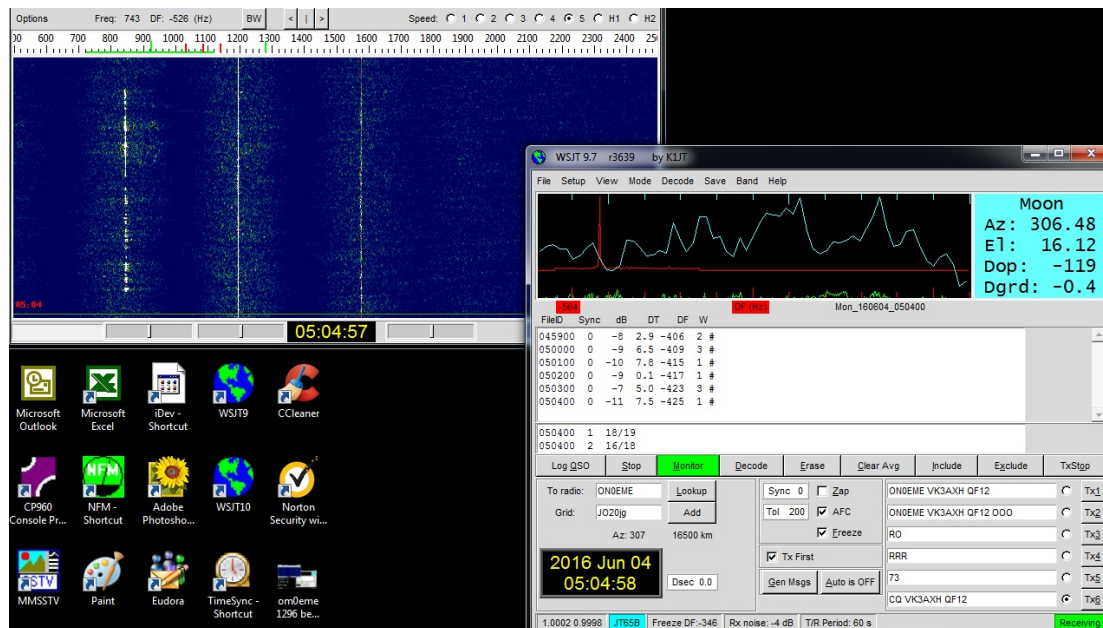 Options Freq: 743 DF: -526 (Hz) BW < | > Speed: 1 2 3 4 5 H1 H2
600 700 800 900 1000 1100 1200 1300 1400 1500 1600 1700 1800 1900 2000 2100 2200 2300 2400
05:04
05:04:57
Microsoft Outlook
Microsoft Excel
iDev - Shortcut
WSJT9
CCleaner
CP960 Console Pr...
NFM - Shortcut
Adobe Photosho...
WSJT10
Norton Security wi...
MMSSTV
Paint
Eudora
TimeSync - Shortcut
om0eme 1296 be...
WSJT 9.7 r3639 by K1JT
File Setup View Mode Decode Save Band Help
Moon
Az: 306.48
El: 16.12
Dop: -119
Dgrd: -0.4
-564 DF (Hz) Mon_160604_050400
FileID Sync dB DT DF W
045900 0 -8 2.9 -406 2 #
050000 0 -9 6.5 -409 3 #
050100 0 -10 7.8 -415 1 #
050200 0 -9 0.1 -417 1 #
050300 0 -7 5.0 -423 3 #
050400 0 -11 7.5 -425 1 #
050400 1 18/19
050400 2 16/18
Log QSO Stop Monitor Decode Erase Clear Avg Include Exclude TxStop
To radio: ON0EME Lookup
Grid: JO20jg Add
Az: 307 16500 km
2016 Jun 04
05:04:58
Dsec 0.0
Sync 0 Zap
Tol 200 AFC
Freeze
Tx First
Gen Msgs Auto is OFF
ON0EME VK3AXH QF12 Tx1
ON0EME VK3AXH QF12 OOO Tx2
RO Tx3
RRR Tx4
73 Tx5
CQ VK3AXH QF12 Tx6
1.0002 0.9998 JT65B Freeze DF:-346 Rx noise: -4 dB T/R Period: 60 s Receiving